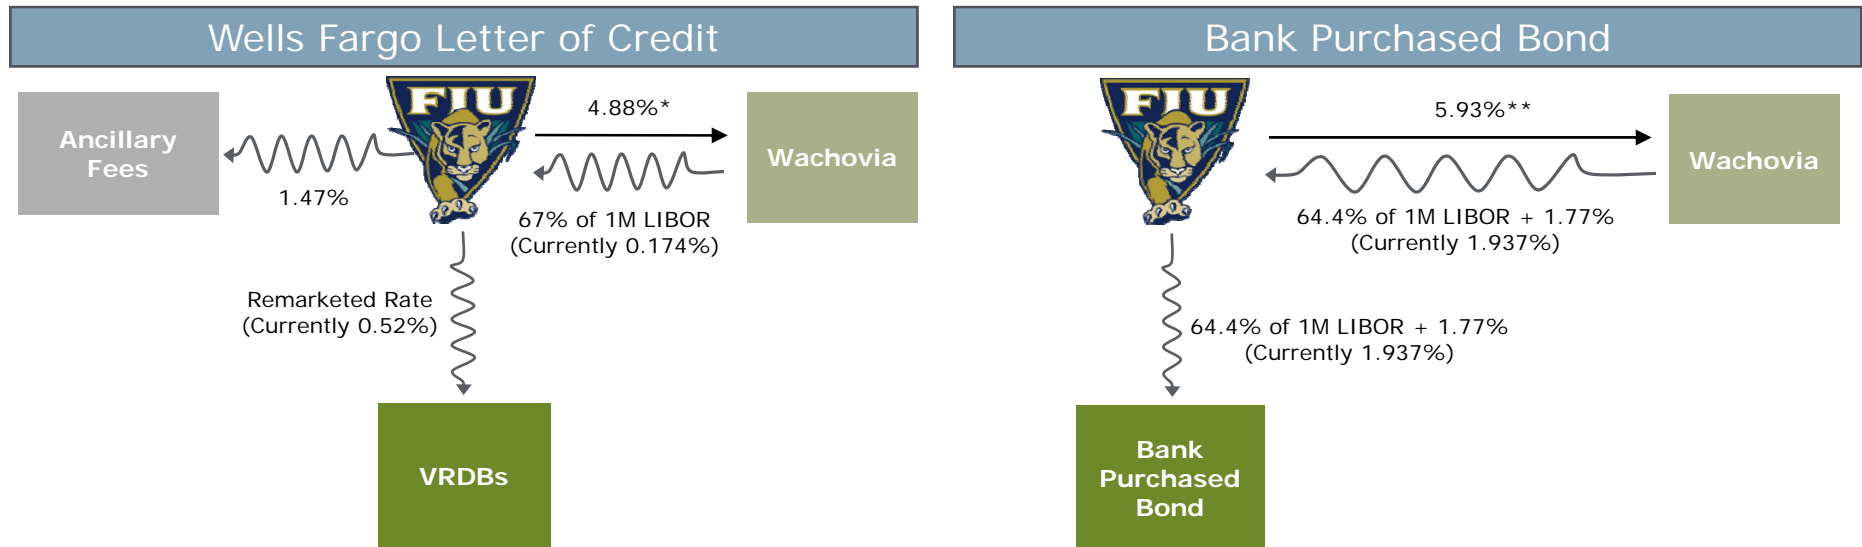 Wells Fargo Letter of Credit
Ancillary
Fees
1.47%
FIU
4.88%*
67% of 1M LIBOR
(Currently 0.174%)
Wachovia
Remarketed Rate
(Currently 0.52%)
VRDBs
Bank Purchased Bond
FIU
5.93%**
64.4% of 1M LIBOR + 1.77%
(Currently 1.937%)
Wachovia
64.4% of 1M LIBOR + 1.77%
(Currently 1.937%)
Bank
Purchased
Bond